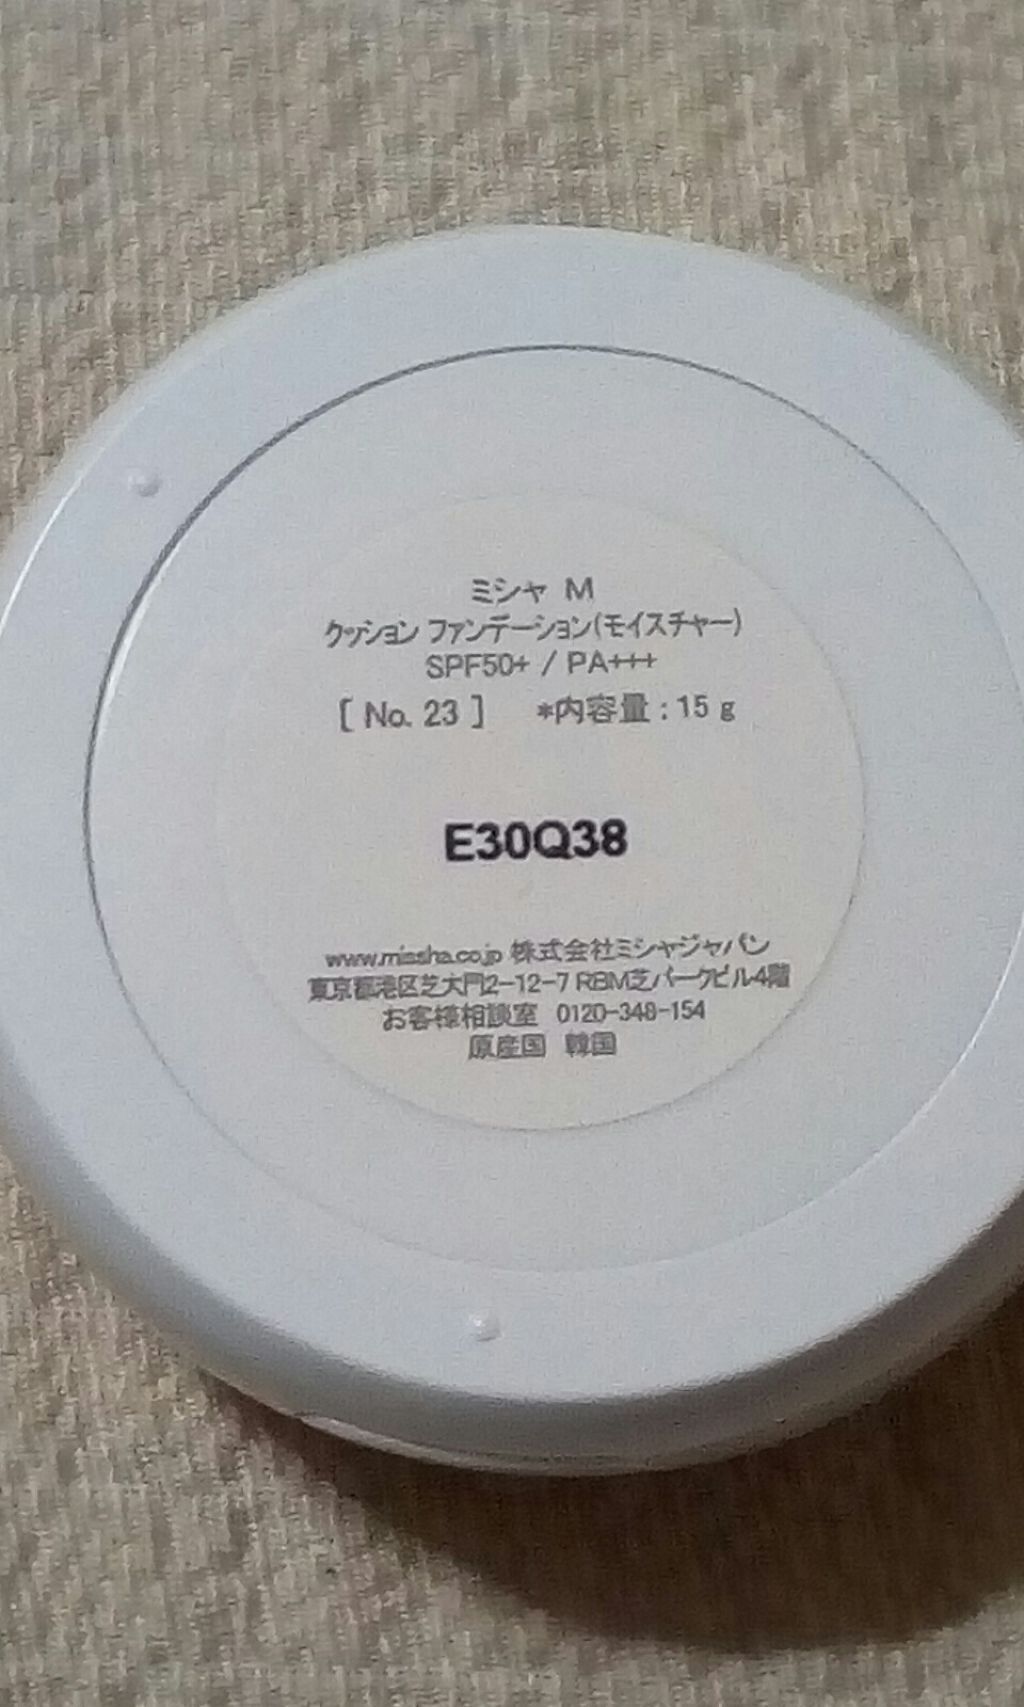 ミシャ M
クッション ファンデーション(モイスチャー)
SPF50+ / PA+++
[ No. 23 ] *内容量 : 15 g
E30Q38
www.missha.co.jp 株式会社ミシャジャパン
東京都港区芝大門2-12-7 RBM芝パークビル4階
お客様相談室 0120-348-154
原産国 韓国